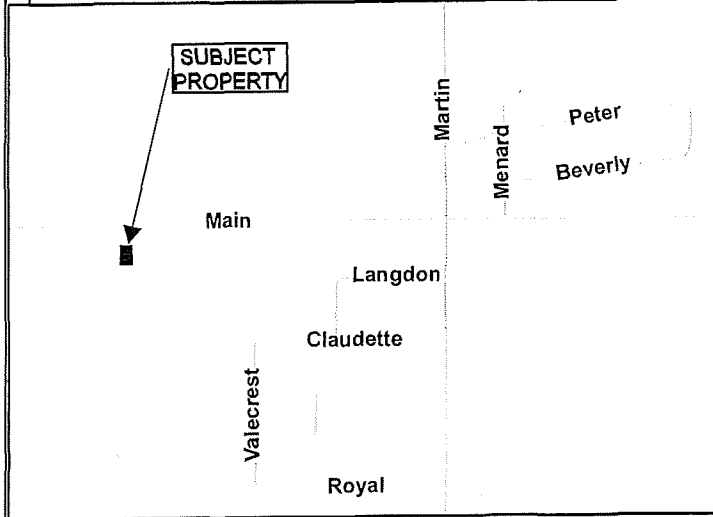 SUBJECT
PROPERTY
Martin
Menard
Peter
Beverly
Main
Langdon
Claudette
Valecrest
Royal